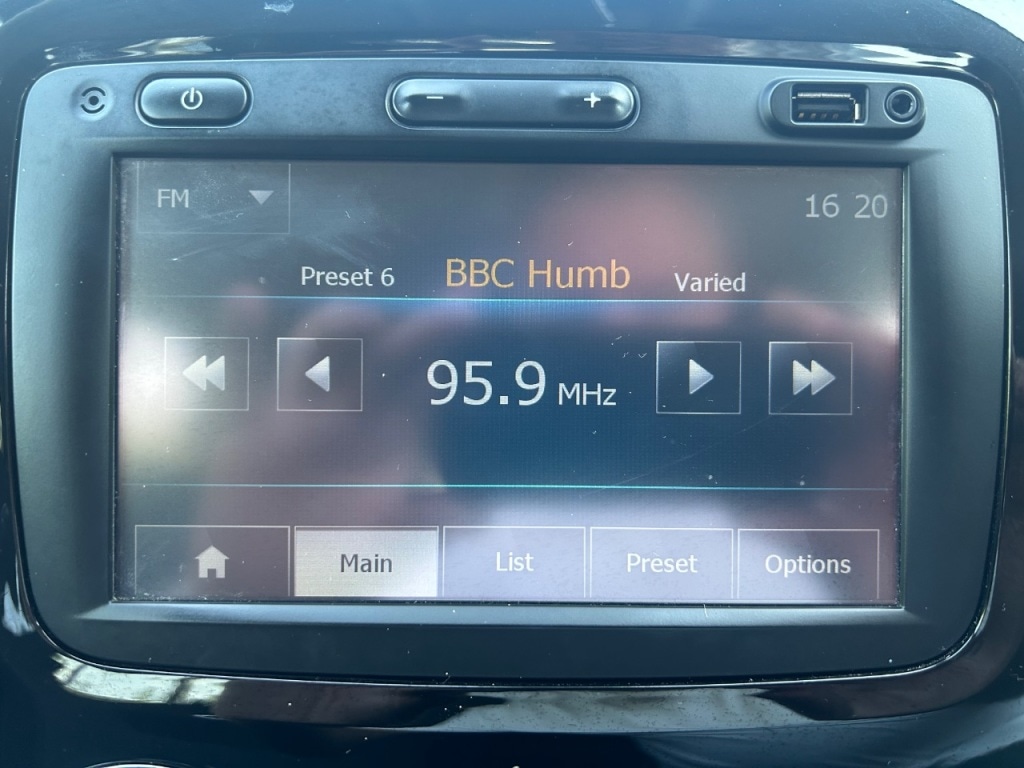 FM
16 20
Preset 6 BBC Humb Varied
95.9 MHz
Main List Preset Options